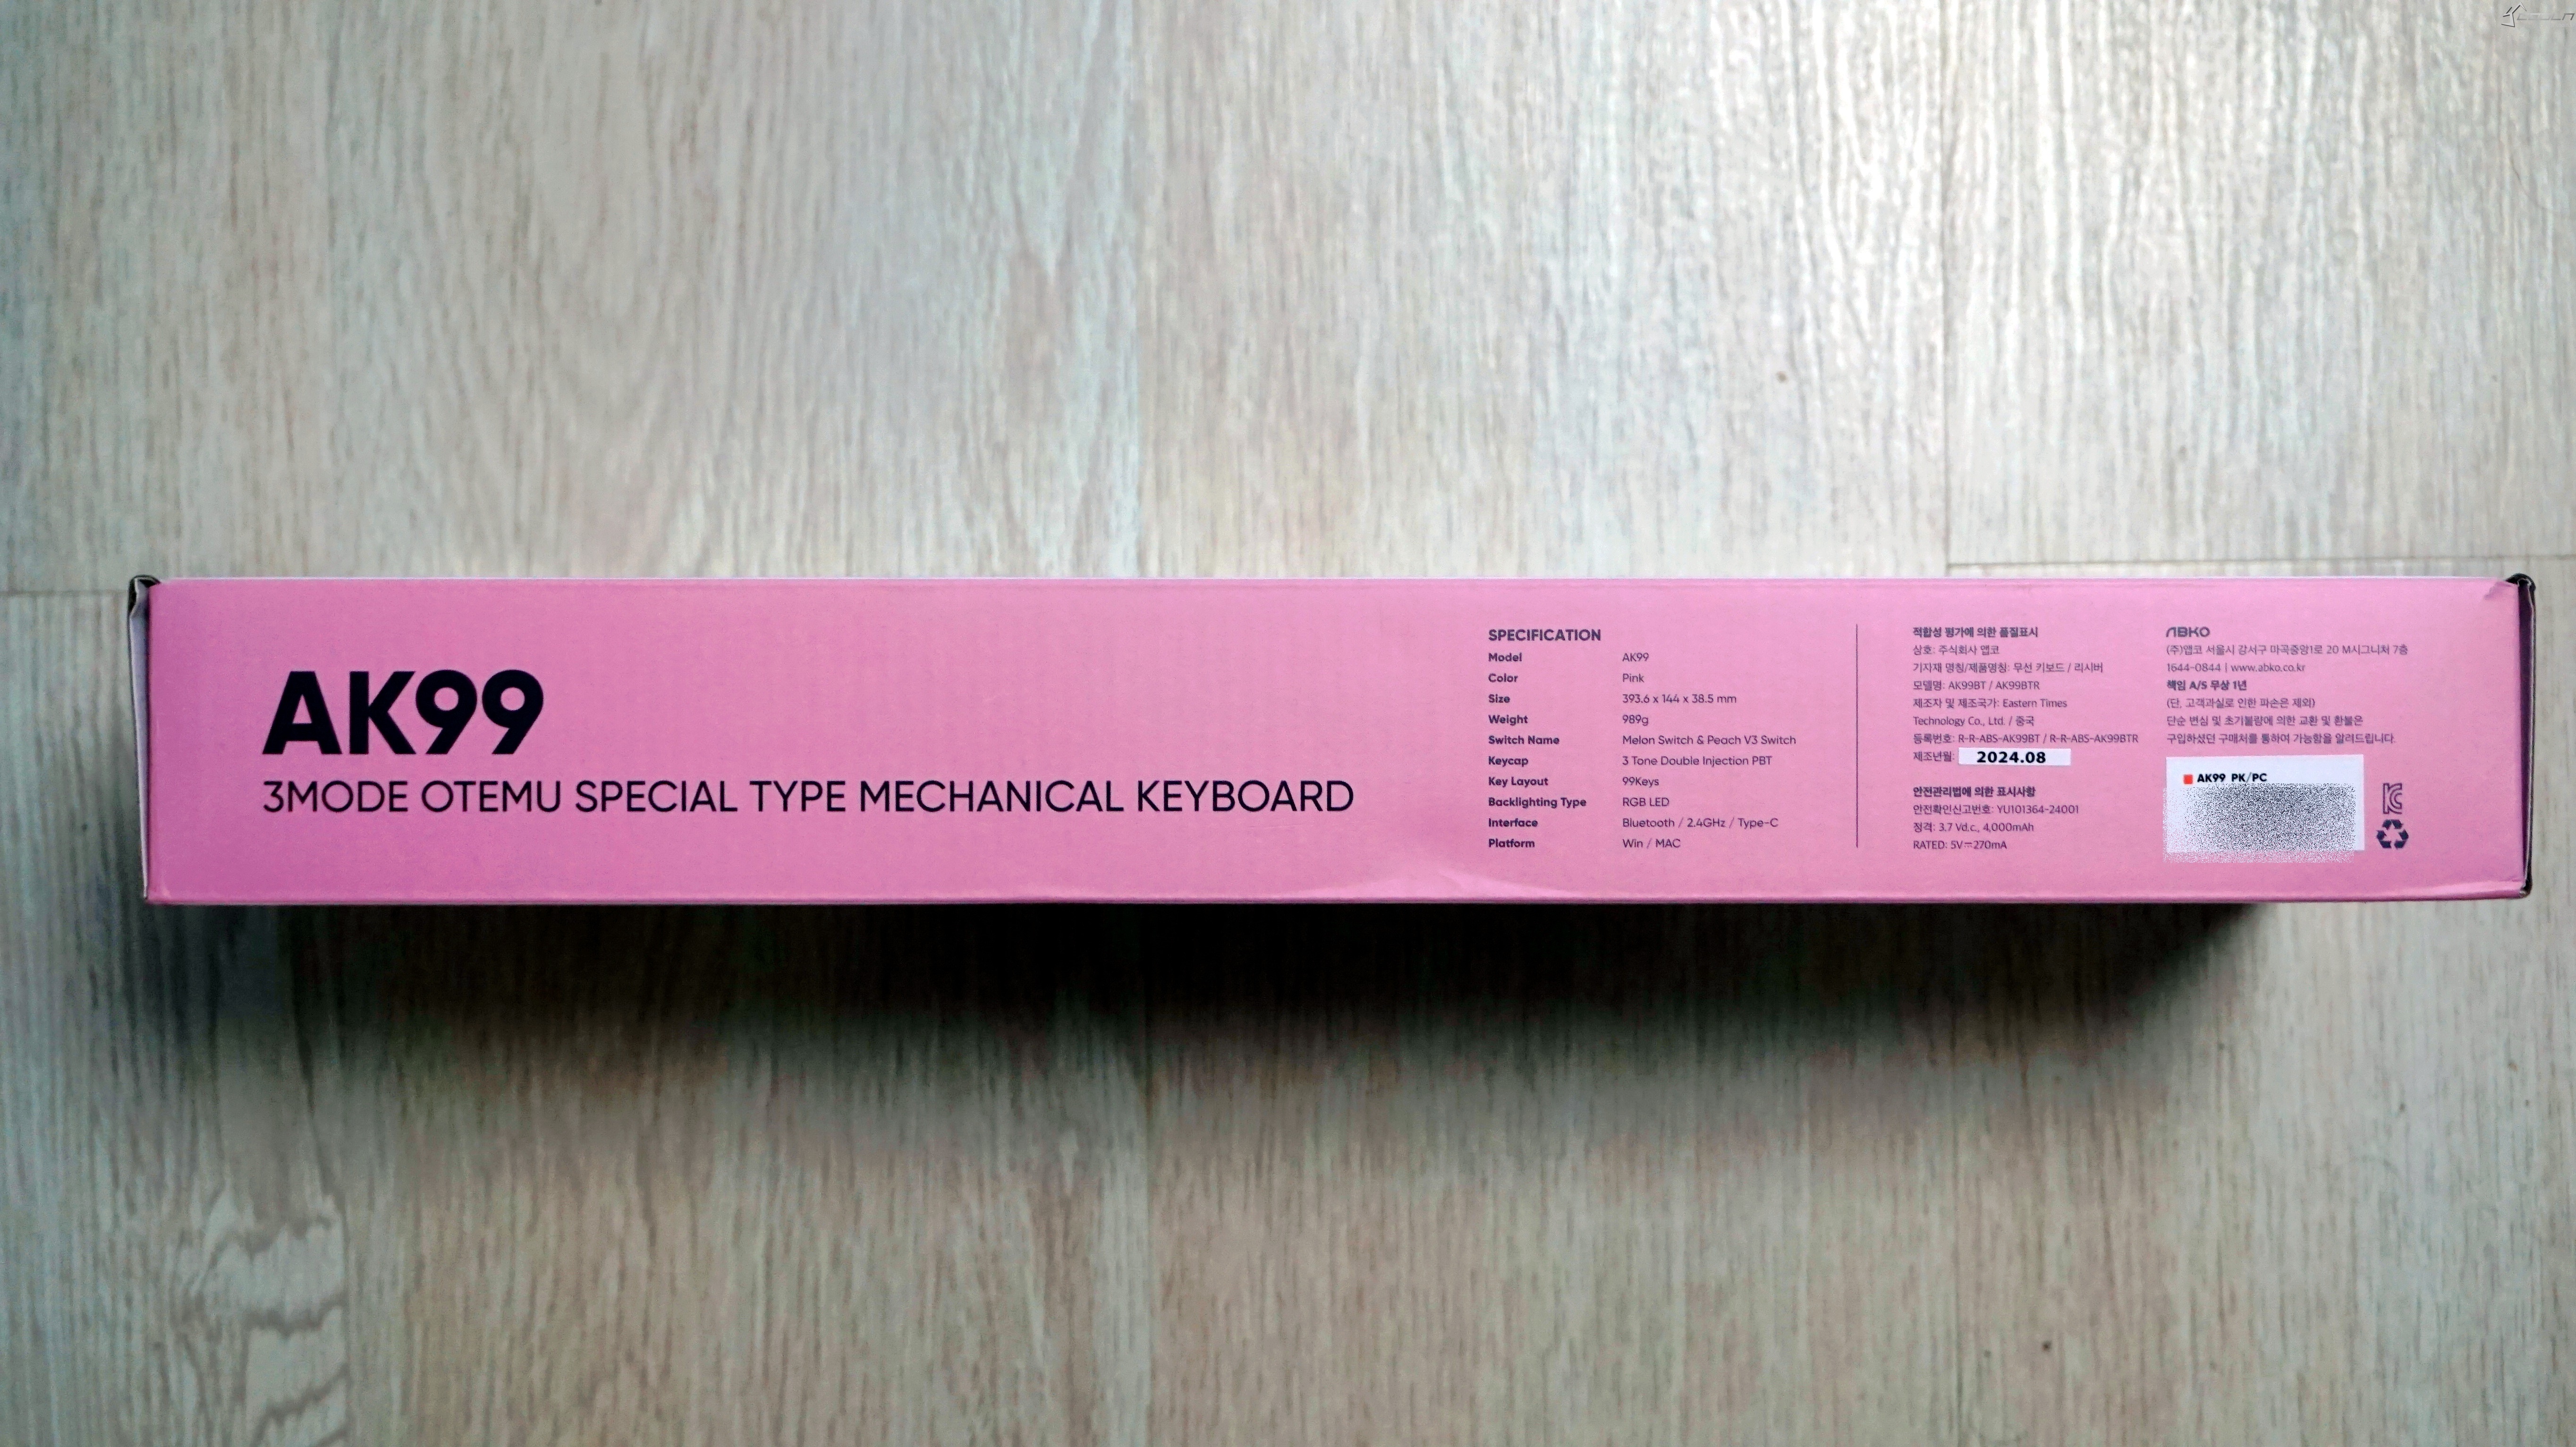 AK99
3MODE OTEMU SPECIAL TYPE MECHANICAL KEYBOARD
SPECIFICATION
Model AK99
Color Pink
Size 393.6 x 144 x 38.5 mm
Weight 989g
Switch Name Melon Switch & Peach V3 Switch
Keycap 3 Tone Double Injection PBT
Key Layout 99Keys
Backlighting Type RGB LED
Interface Bluetooth / 2.4GHz / Type-C
Platform Win / MAC
적합성 평가에 의한 품질표시
상호: 주식회사 앱코
기자재 명칭/제품명칭: 무선 키보드 / 리시버
모델명: AK99BT / AK99BTR
제조자 및 제조국가: Eastern Times
Technology Co., Ltd. / 중국
등록번호: R-R-ABS-AK99BT / R-R-ABS-AK99BTR
제조년월: 2024.08
안전관리법에 의한 표시사항
안전확인신고번호: YU101364-24001
정격: 3.7 Vd.c., 4,000mAh
RATED: 5V⎓270mA
ABKO
(주)앱코 서울시 강서구 마곡중앙1로 20 M시그니처 7층
1644-0844 | www.abko.co.kr
책임 A/S 무상 1년
(단, 고객과실로 인한 파손은 제외)
단순 변심 및 초기불량에 의한 교환 및 환불은
구입하셨던 구매처를 통하여 가능함을 알려드립니다.
AK99 PK/PC